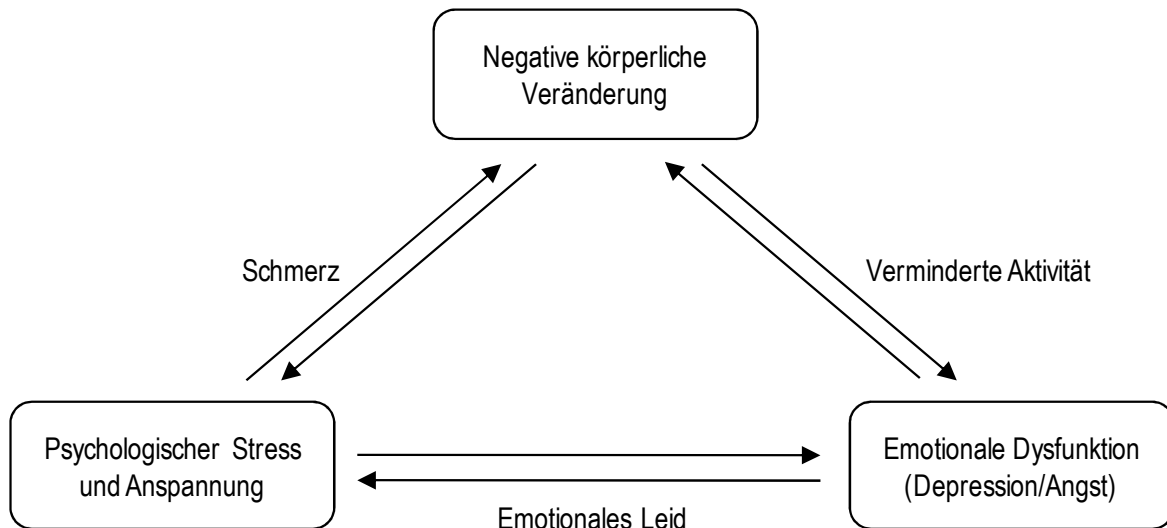 Negative körperliche
Veränderung
Schmerz
Verminderte Aktivität
Psychologischer Stress
und Anspannung
Emotionale Dysfunktion
(Depression/Angst)
Emotionales Leid